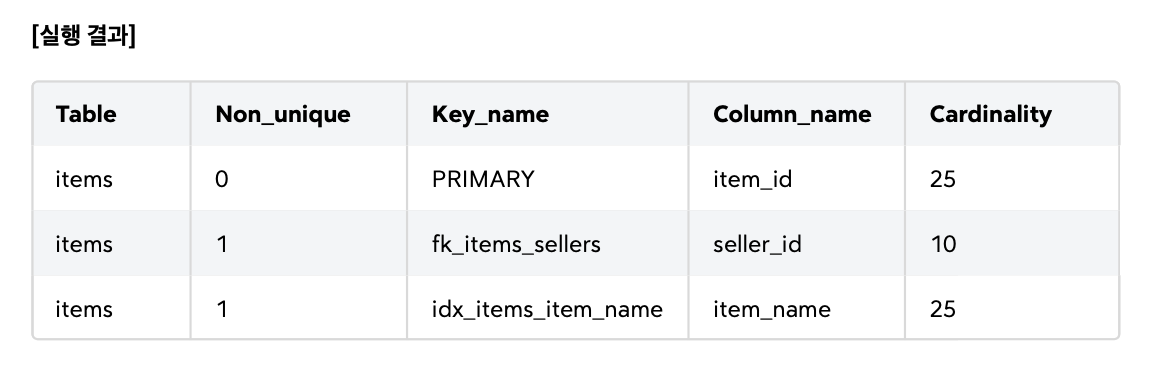 [실행 결과]
Table Non_unique Key_name Column_name Cardinality
items 0 PRIMARY item_id 25
items 1 fk_items_sellers seller_id 10
items 1 idx_items_item_name item_name 25